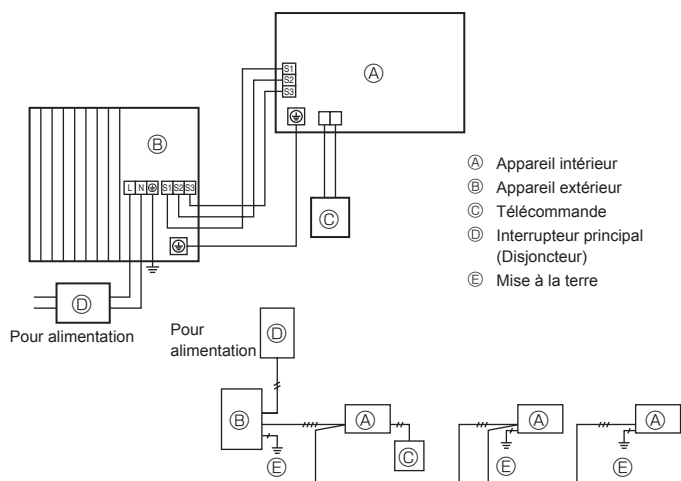 S1
S2
S3
Ⓐ
Ⓑ
L N S1 S2 S3
Ⓒ
Ⓓ
Pour alimentation
Ⓐ Appareil intérieur
Ⓑ Appareil extérieur
Ⓒ Télécommande
Ⓓ Interrupteur principal
(Disjoncteur)
Ⓔ Mise à la terre
Pour
alimentation
Ⓓ
Ⓑ Ⓐ Ⓐ Ⓐ
Ⓔ Ⓒ Ⓔ Ⓔ